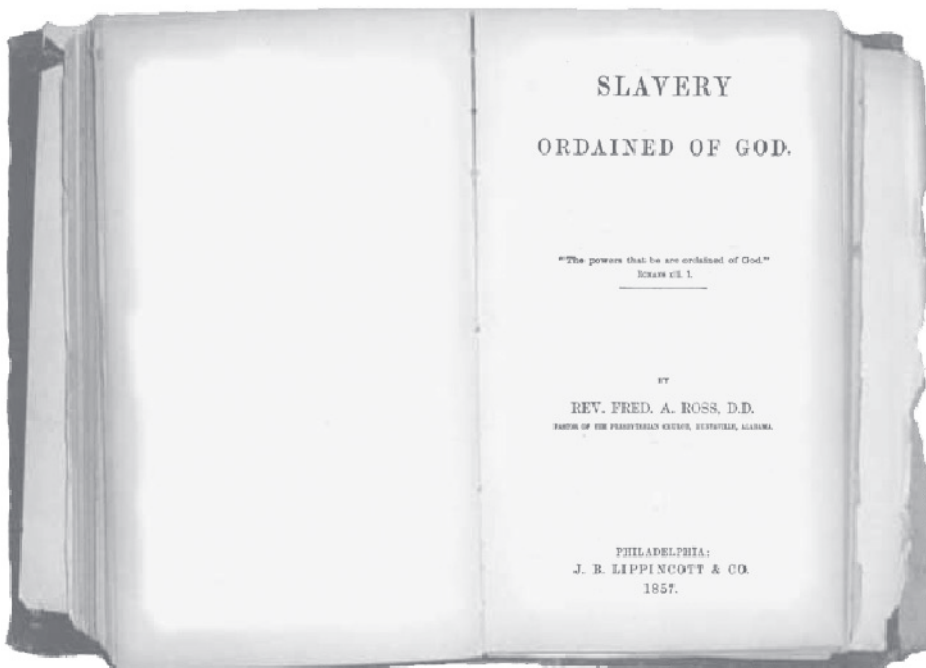 SLAVERY
ORDAINED OF GOD.
"The powers that be are ordained of God."
ROMANS xiii. 1.
BY
REV. FRED. A. ROSS, D.D.
PASTOR OF THE PRESBYTERIAN CHURCH, HUNTSVILLE, ALABAMA.
PHILADELPHIA:
J. B. LIPPINCOTT & CO.
1857.